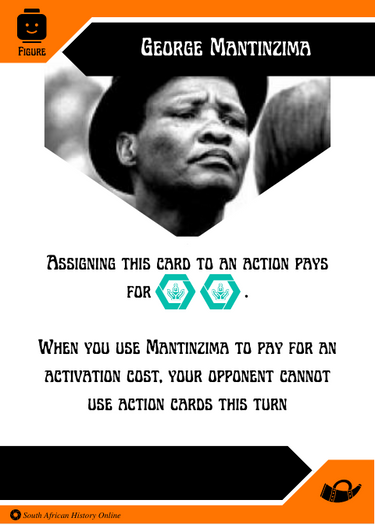 Figure
George Mantinzima
Assigning this card to an action pays
for .
When you use Mantinzima to pay for an
activation cost, your opponent cannot
use action cards this turn
South African History Online